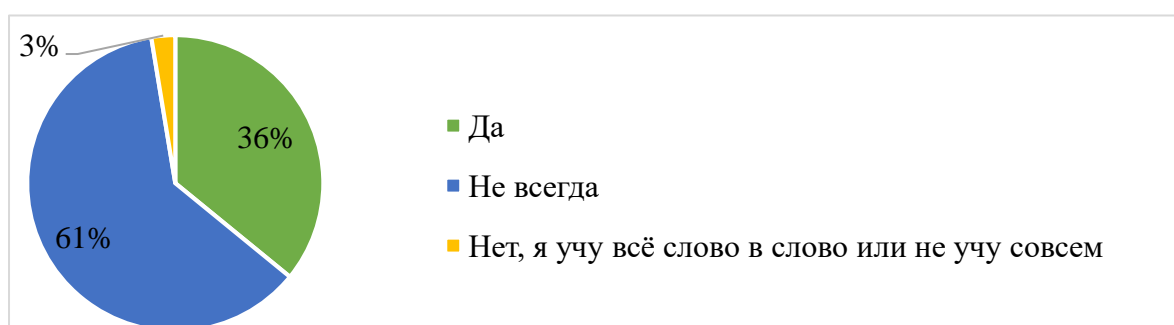 3%
36%
61%
Да
Не всегда
Нет, я учу всё слово в слово или не учу совсем